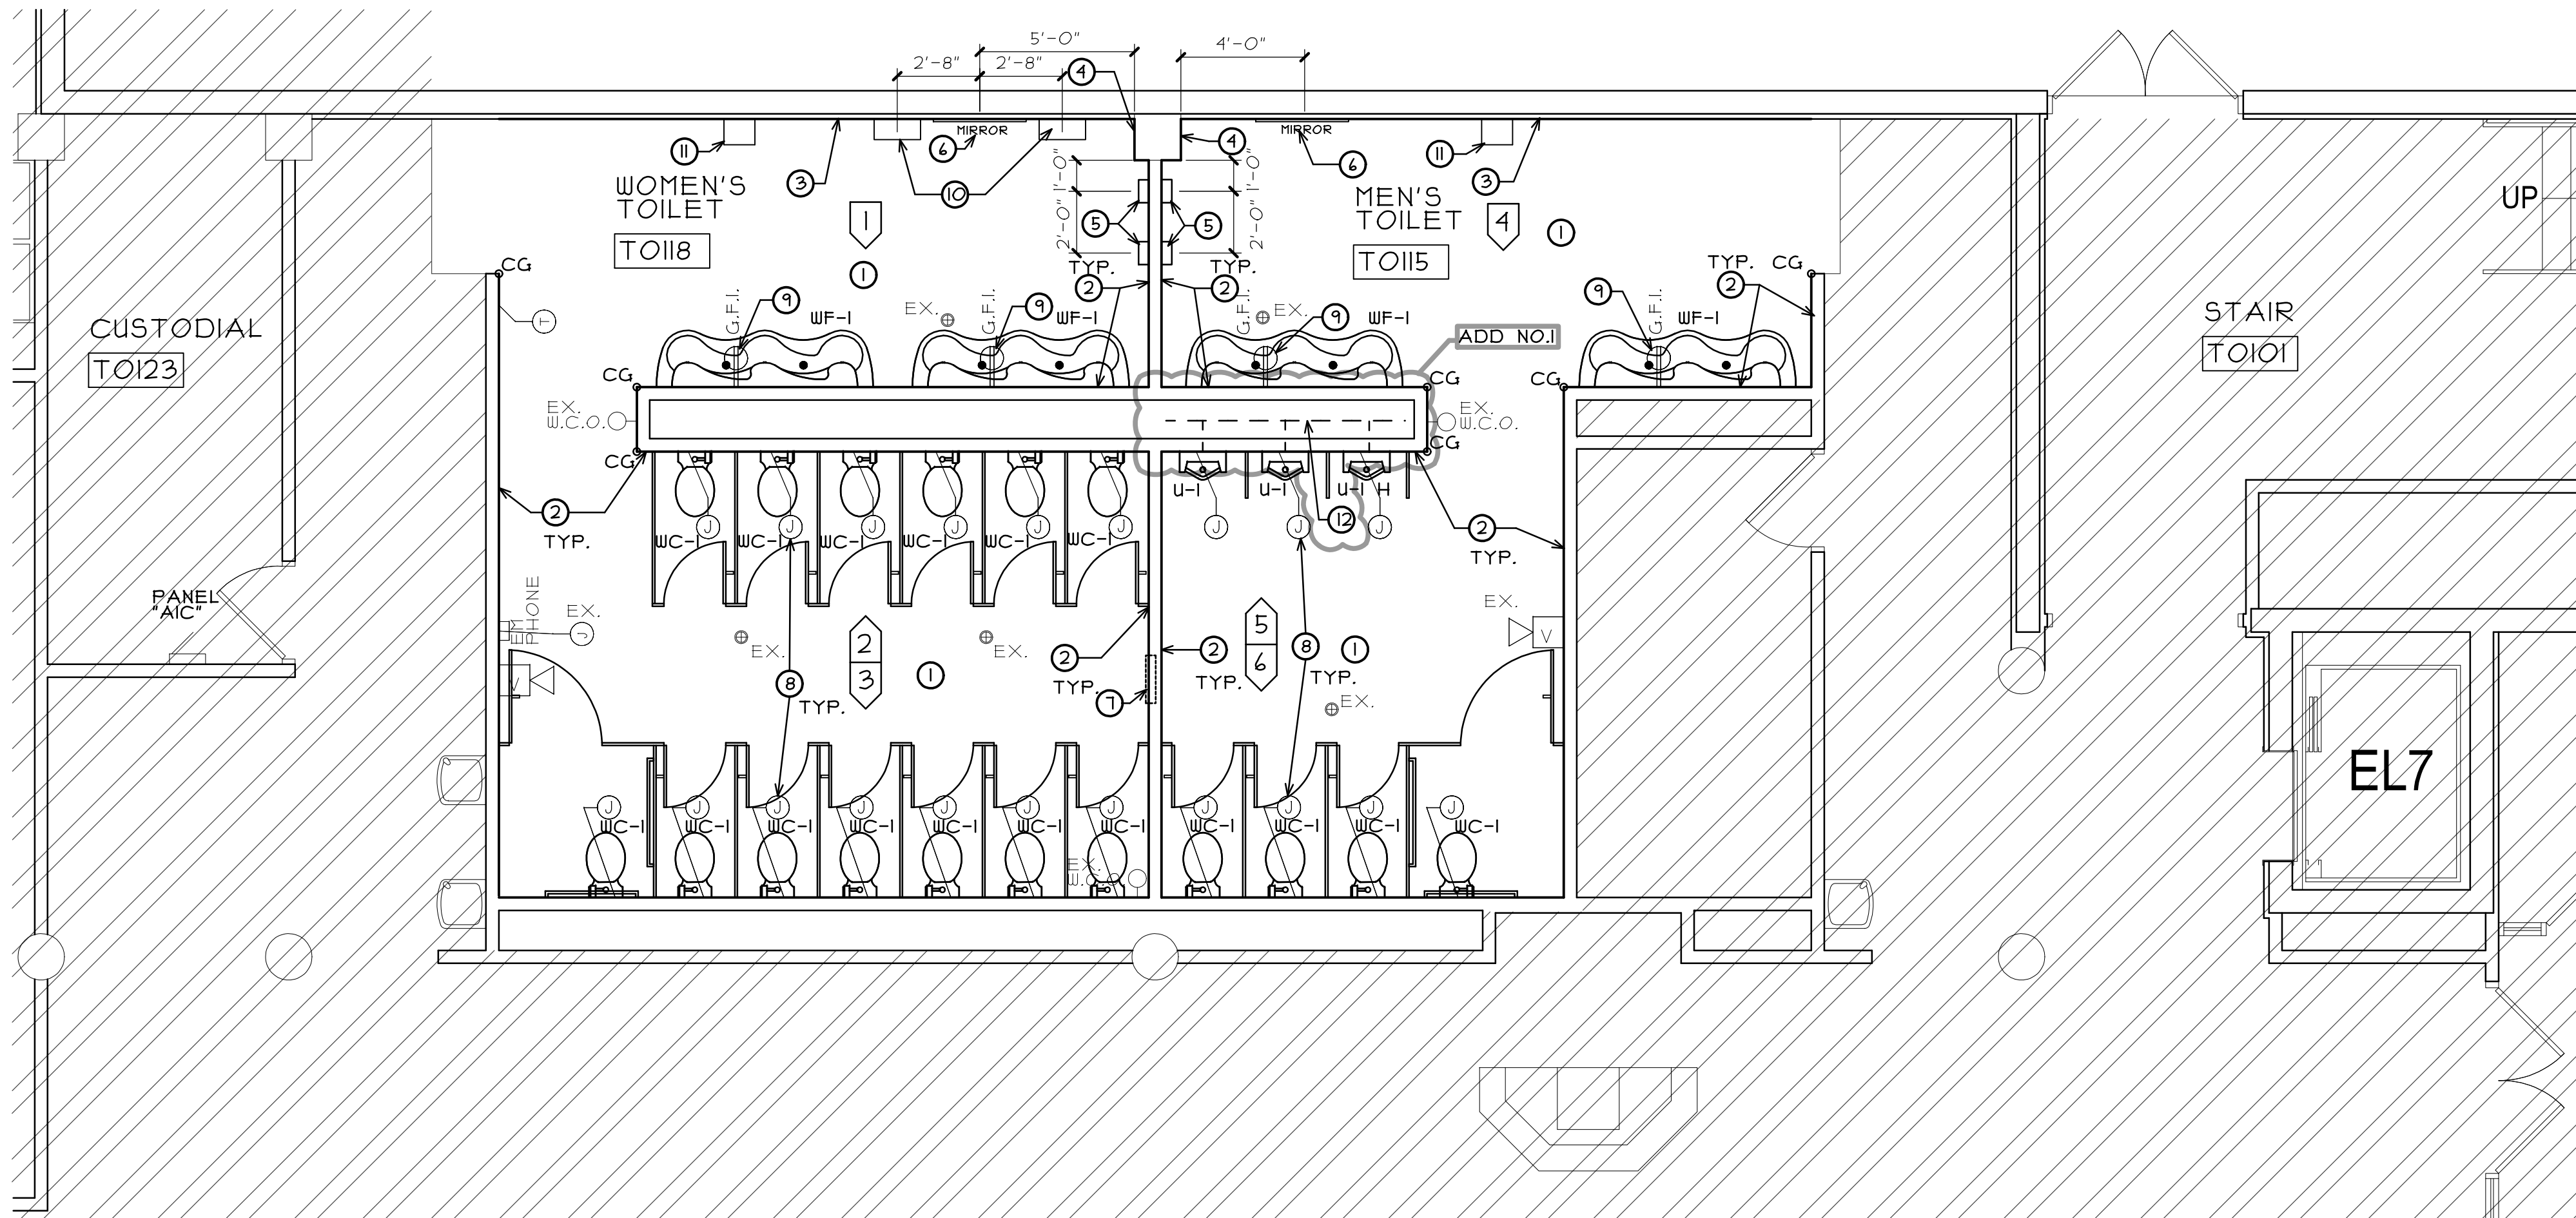 5'-0"
4'-0"
2'-8" 2'-8" 4
MIRROR
MIRROR
11 6 4 11 6
3 10 3
WOMEN'S
TOILET
TO118
1
1
1'-0"
2'-0"
5 5
1'-0"
2'-0"
MEN'S
TOILET
TO115
4
1
UP
CG
TYP.
2
TYP.
2
TYP.
2
CG
CUSTODIAL
TO123
STAIR
TO101
T
G.F.I.
9
WF-1
EX.
G.F.I.
9
WF-1
G.F.I.
EX.
9
WF-1
9
G.F.I.
WF-1
ADD NO.1
CG
CG
CG
EX.
W.C.O.
EX.
W.C.O.
CG
CG
U-1 U-1 U-1 H
2
TYP.
J J J J J J J J 12 J
2
TYP.
WC-1 WC-1 WC-1 WC-1 WC-1 WC-1
PANEL
"A1C"
EM
PHONE
EX.
J
EX.
V
EX.
EX.
2
3
1
2
TYP.
7
2
TYP.
5
6
8
TYP.
1
8
TYP.
EX.
V
EL7
J J J J J J J J J J J
WC-1 WC-1 WC-1 WC-1 WC-1 WC-1 WC-1 WC-1 WC-1 WC-1 WC-1
EX.
W.C.O.